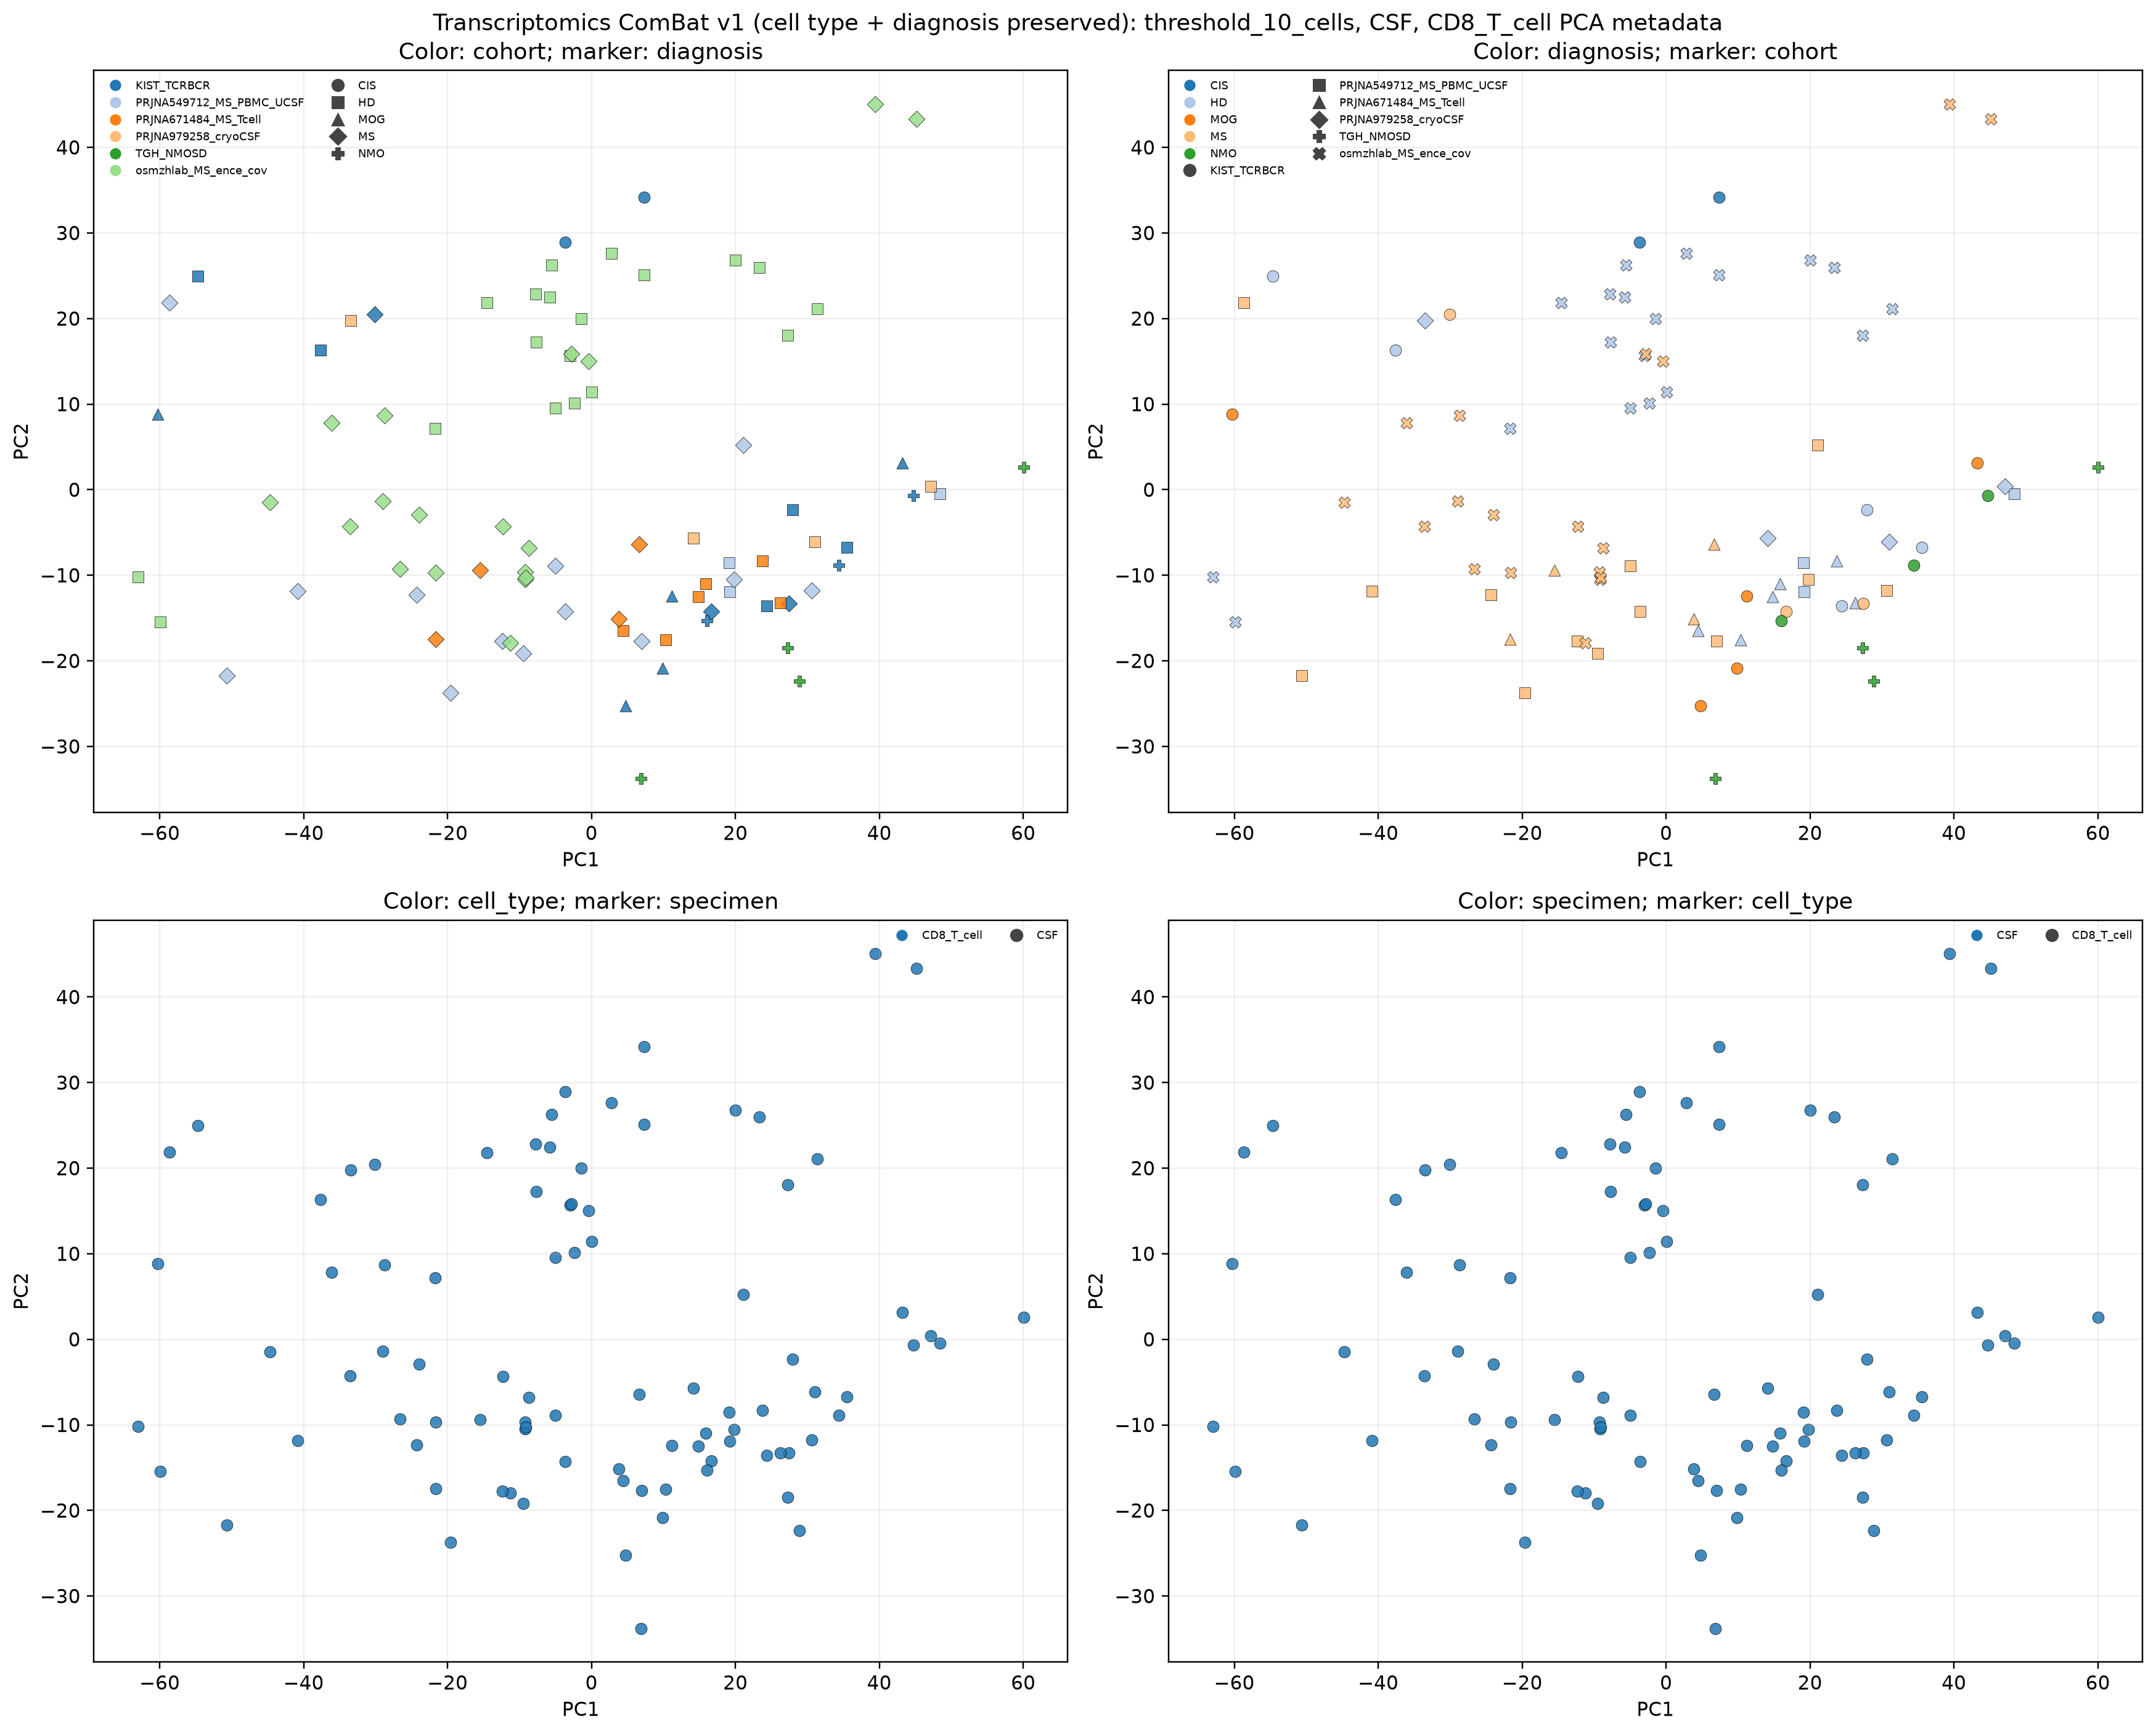 Transcriptomics ComBat v1 (cell type + diagnosis preserved): threshold_10_cells, CSF, CD8_T_cell PCA metadata
Color: cohort; marker: diagnosis
KIST_TCRBCR
PRJNA549712_MS_PBMC_UCSF
PRJNA671484_MS_Tcell
PRJNA979258_cryoCSF
TGH_NMOSD
osmzhlab_MS_ence_cov
CIS
HD
MOG
MS
NMO
40
30
20
10
0
−10
−20
−30
PC2
−60 −40 −20 0 20 40 60
PC1
Color: diagnosis; marker: cohort
CIS
HD
MOG
MS
NMO
KIST_TCRBCR
PRJNA549712_MS_PBMC_UCSF
PRJNA671484_MS_Tcell
PRJNA979258_cryoCSF
TGH_NMOSD
osmzhlab_MS_ence_cov
40
30
20
10
0
−10
−20
−30
PC2
−60 −40 −20 0 20 40 60
PC1
Color: cell_type; marker: specimen
CD8_T_cell CSF
40
30
20
10
0
−10
−20
−30
PC2
−60 −40 −20 0 20 40 60
PC1
Color: specimen; marker: cell_type
CSF CD8_T_cell
40
30
20
10
0
−10
−20
−30
PC2
−60 −40 −20 0 20 40 60
PC1